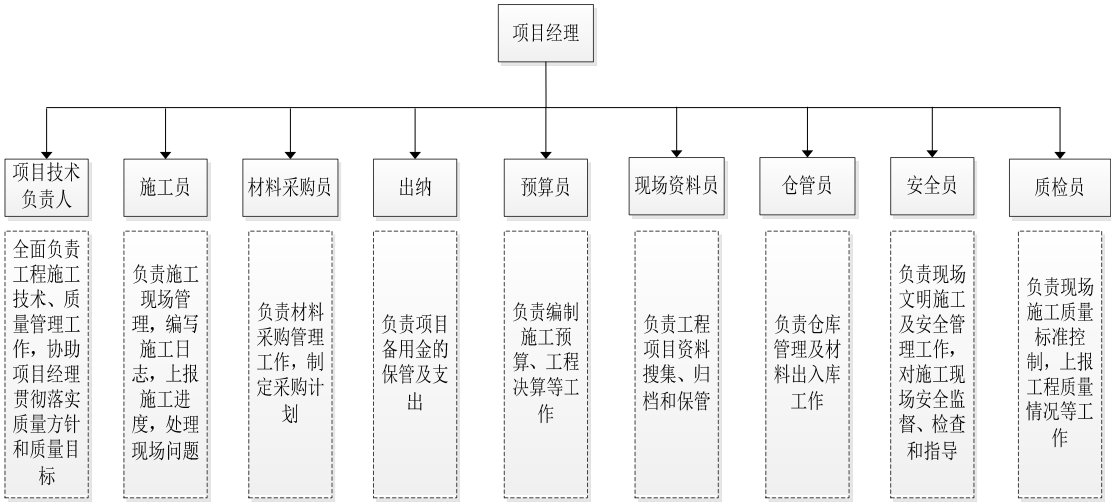 项目经理
项目技术
负责人
施工员
材料采购员
出纳
预算员
现场资料员
仓管员
安全员
质检员
全面负责
工程施工
技术、质
量管理工
作，协助
项目经理
贯彻落实
质量方针
和质量目
标
负责施工
现场管
理，编写
施工日
志，上报
施工进
度，处理
现场问题
负责材料
采购管理
工作，制
定采购计
划
负责项目
备用金的
保管及支
出
负责编制
施工预
算、工程
决算等工
作
负责工程
项目资料
搜集、归
档和保管
负责仓库
管理及材
料出入库
工作
负责现场
文明施工
及安全管
理工作，
对施工现
场安全监
督、检查
和指导
负责现场
施工质量
标准控
制，上报
工程质量
情况等工
作